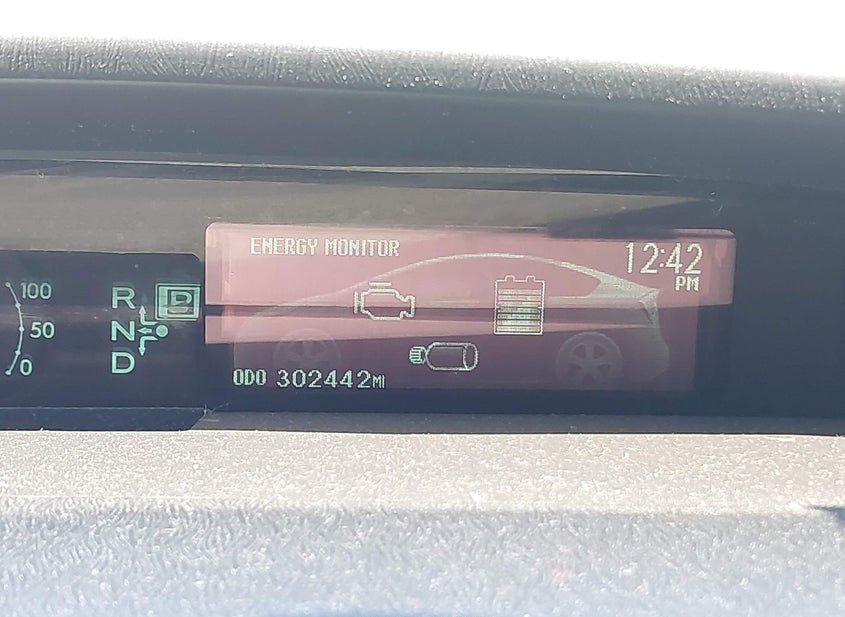 ENERGY MONITOR
12:42
PM
100
50
0
R
P
N
D
ODO 302442MI